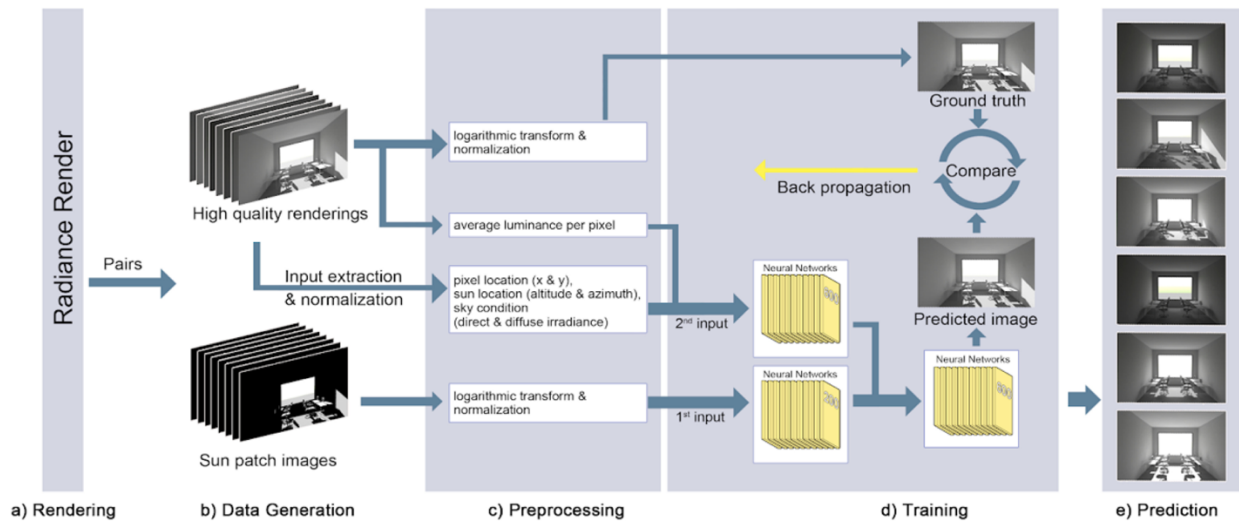 Radiance Render
Pairs
High quality renderings
Input extraction
& normalization
Sun patch images
logarithmic transform &
normalization
average luminance per pixel
pixel location (x & y),
sun location (altitude & azimuth),
sky condition
(direct & diffuse irradiance)
logarithmic transform &
normalization
2nd input
1st input
Neural Networks
Neural Networks
200
Neural Networks
Ground truth
Compare
Back propagation
Predicted image
a) Rendering
b) Data Generation
c) Preprocessing
d) Training
e) Prediction